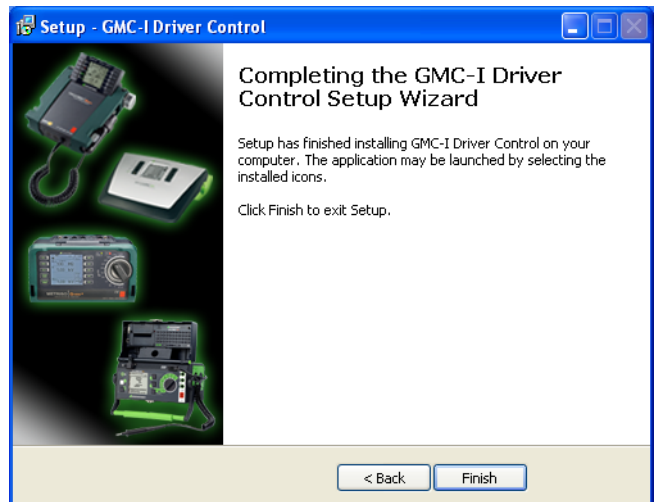 Setup - GMC-I Driver Control
Completing the GMC-I Driver
Control Setup Wizard
Setup has finished installing GMC-I Driver Control on your
computer. The application may be launched by selecting the
installed icons.
Click Finish to exit Setup.
< Back
Finish